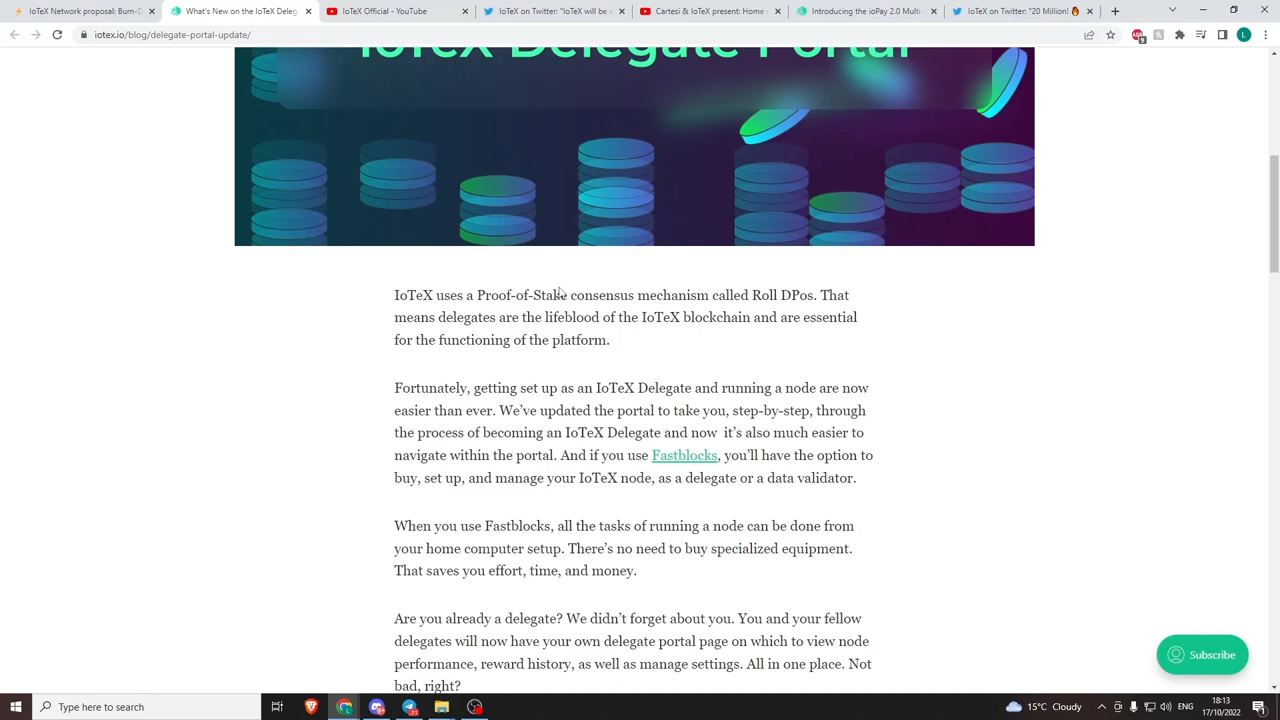 IoTeX Network proposal: Burn-D
What's New on the IoTeX Deleg
IoTeX Official - YouTube
IoTeX on Twitter: "IoTeX will be a
Cartesi & IoTeX present: Home -
Introducing the ioPay 2.0 Multi-
IoTeX on Twitter: "20 Million! 🔥
iotex.io/blog/delegate-portal-update/
9
L
IoTeX Delegate Portal
IoTeX uses a Proof-of-Stake consensus mechanism called Roll DPos. That
means delegates are the lifeblood of the IoTeX blockchain and are essential
for the functioning of the platform.
Fortunately, getting set up as an IoTeX Delegate and running a node are now
easier than ever. We've updated the portal to take you, step-by-step, through
the process of becoming an IoTeX Delegate and now it's also much easier to
navigate within the portal. And if you use Fastblocks, you'll have the option to
buy, set up, and manage your IoTeX node, as a delegate or a data validator.
When you use Fastblocks, all the tasks of running a node can be done from
your home computer setup. There's no need to buy specialized equipment.
That saves you effort, time, and money.
Are you already a delegate? We didn't forget about you. You and your fellow
delegates will now have your own delegate portal page on which to view node
performance, reward history, as well as manage settings. All in one place. Not
bad, right?
Subscribe
Type here to search
15°C Cloudy
ENG
18:13
17/10/2022